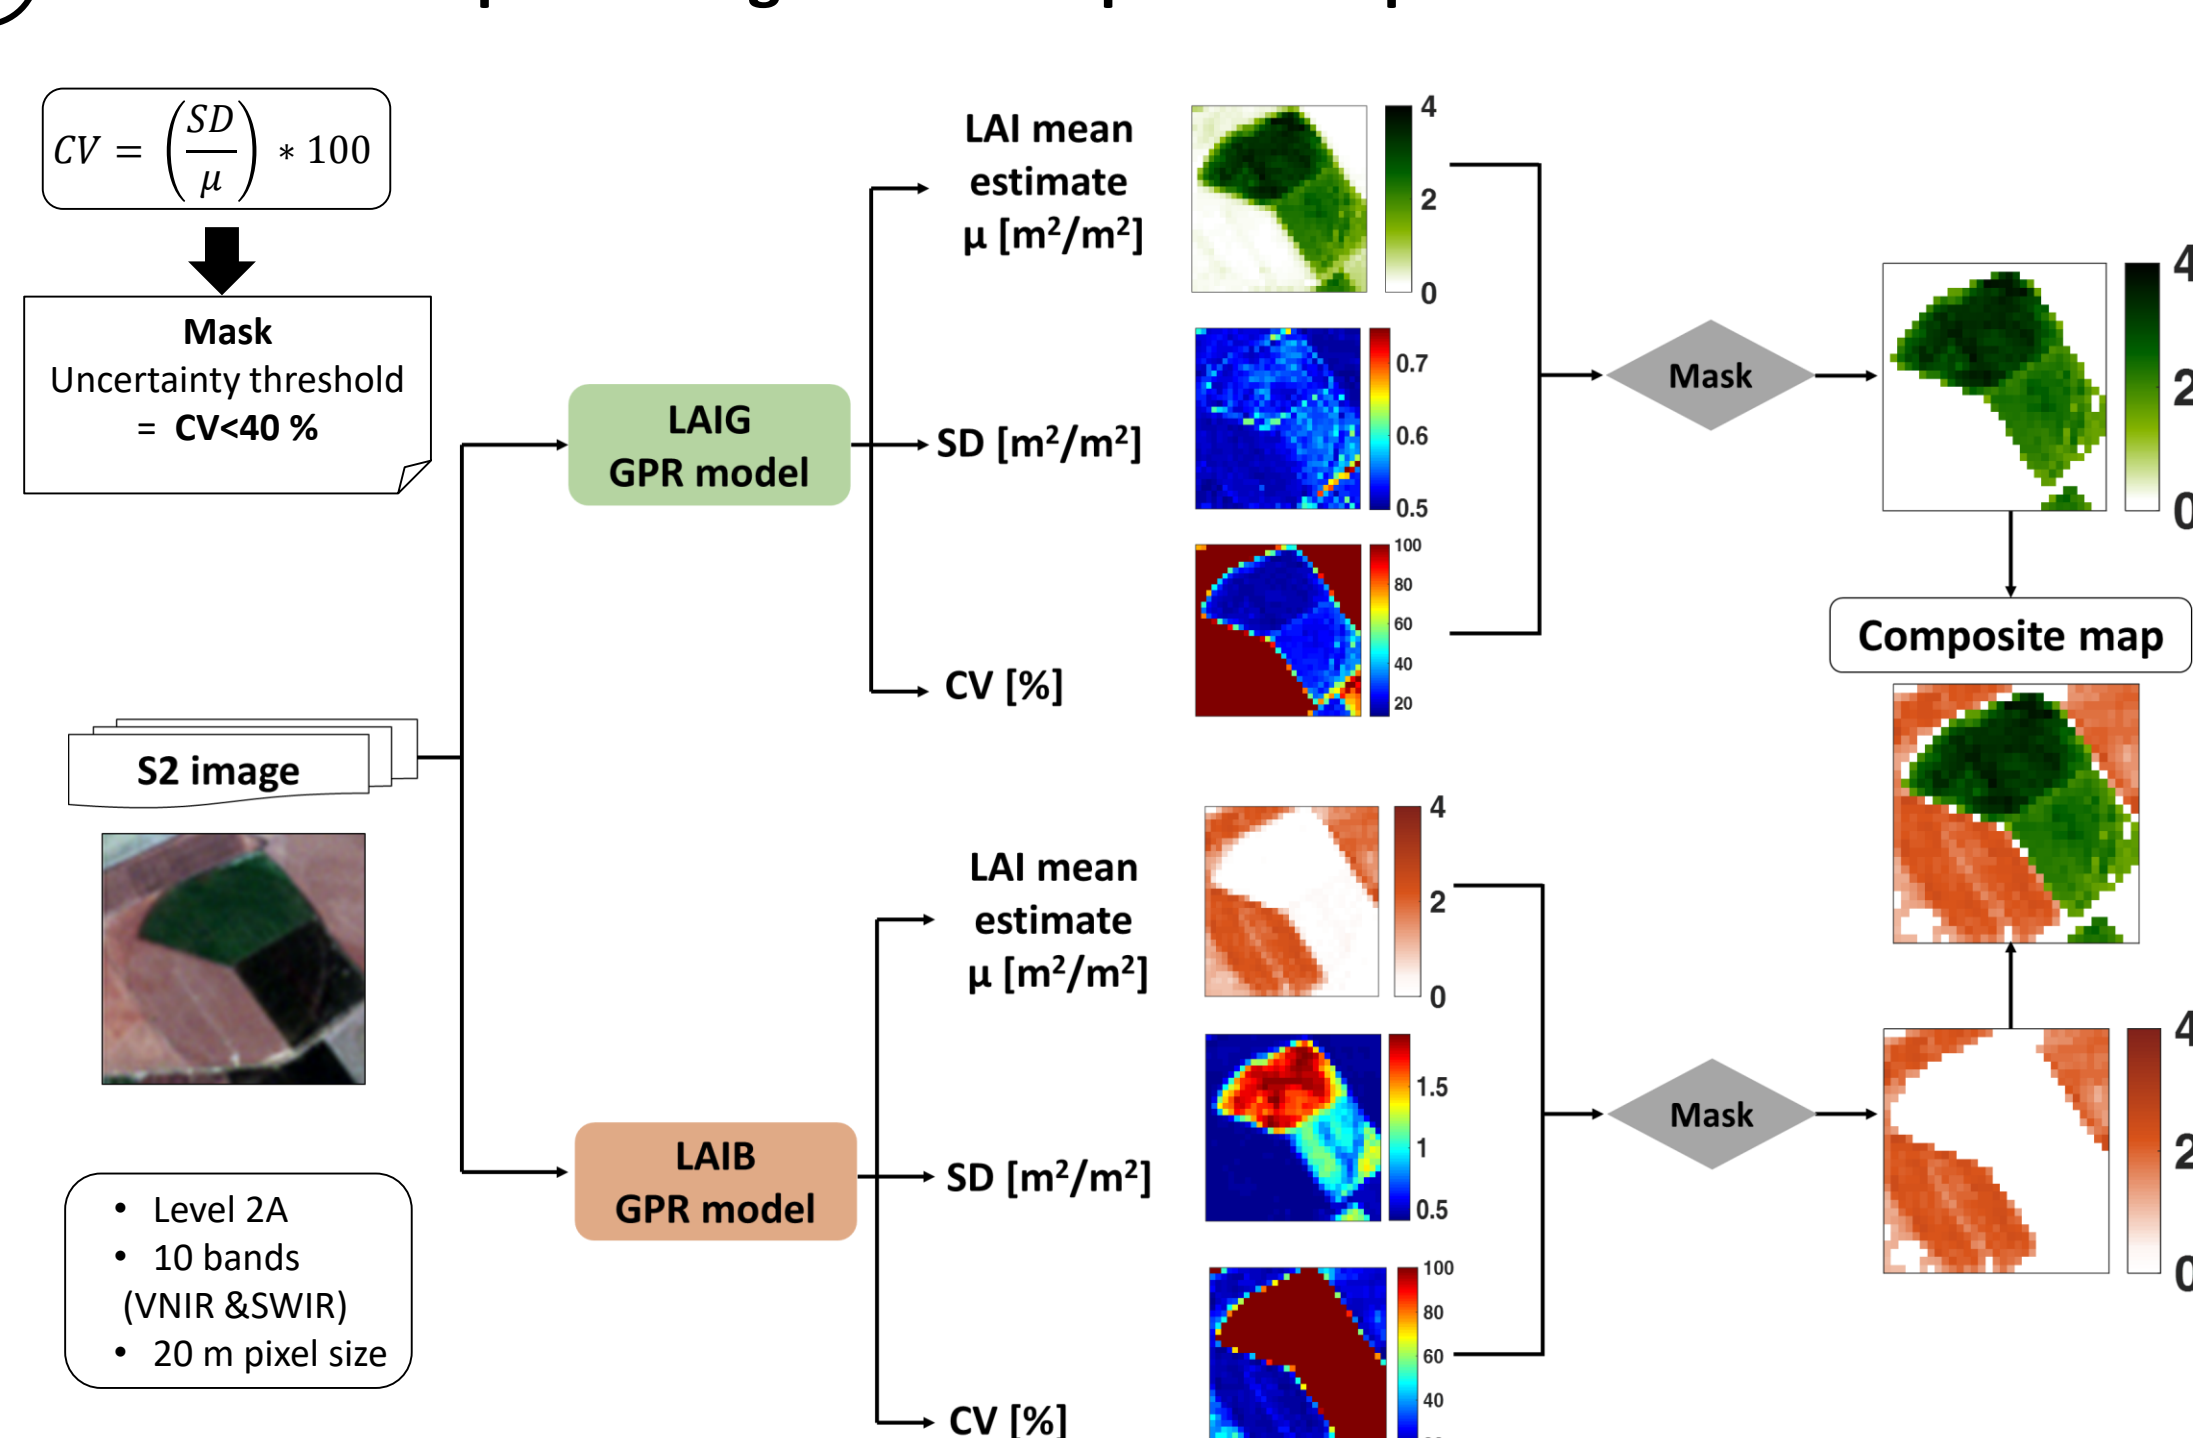 CV = (SD/μ) * 100
Mask
Uncertainty threshold
= CV<40 %
S2 image
• Level 2A
• 10 bands
(VNIR &SWIR)
• 20 m pixel size
LAIG
GPR model
LAI mean
estimate
μ [m²/m²]
4
2
0
SD [m²/m²]
0.7
0.6
0.5
CV [%]
100
80
60
40
20
Mask
4
2
0
Composite map
LAIB
GPR model
LAI mean
estimate
μ [m²/m²]
4
2
0
SD [m²/m²]
1.5
1
0.5
CV [%]
100
80
60
40
Mask
4
2
0